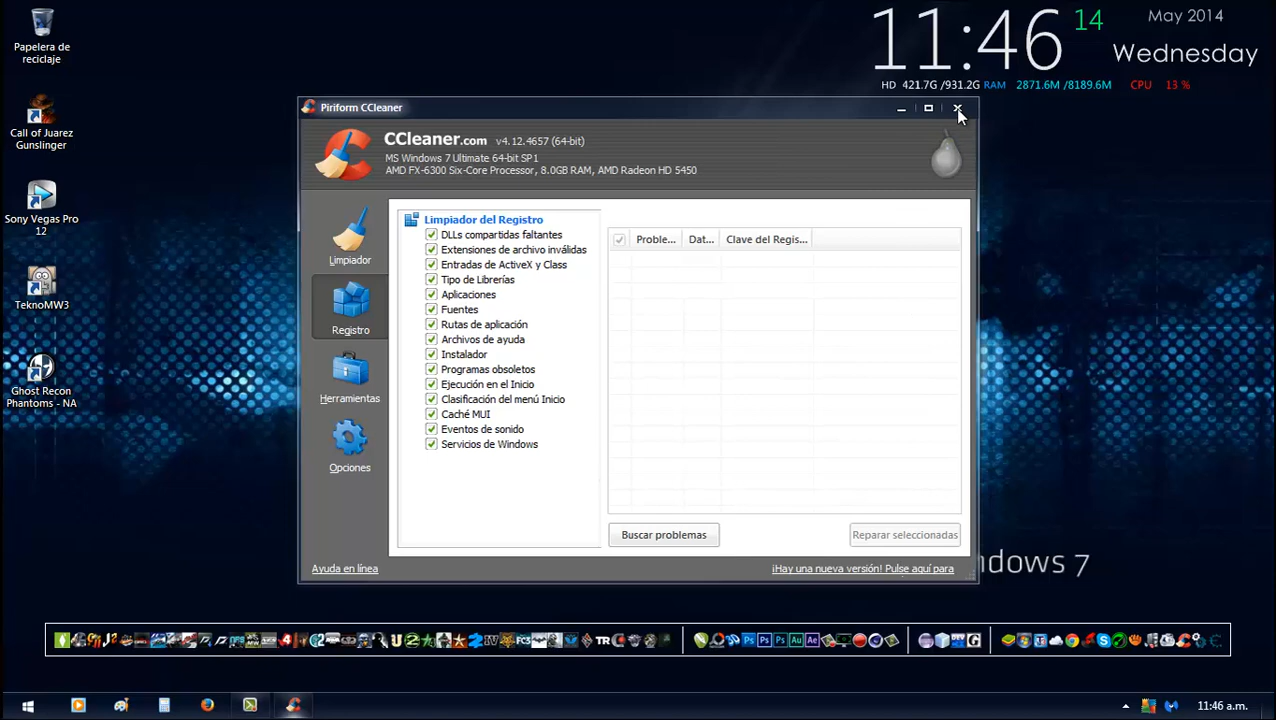 Papelera de
reciclaje
Call of Juarez
Gunslinger
Sony Vegas Pro
12
TeknoMW3
Ghost Recon
Phantoms - NA
11:46 14
May 2014
Wednesday
HD 421.7G /931.2G RAM 2871.6M /8189.6M CPU 13 %
Piriform CCleaner
CCleaner.com v4.12.4657 (64-bit)
MS Windows 7 Ultimate 64-bit SP1
AMD FX-6300 Six-Core Processor, 8.0GB RAM, AMD Radeon HD 5450
Limpiador
Registro
Herramientas
Opciones
Limpiador del Registro
DLLs compartidas faltantes
Extensiones de archivo inválidas
Entradas de ActiveX y Class
Tipo de Librerías
Aplicaciones
Fuentes
Rutas de aplicación
Archivos de ayuda
Instalador
Programas obsoletos
Ejecución en el Inicio
Clasificación del menú Inicio
Caché MUI
Eventos de sonido
Servicios de Windows
Proble... Dat... Clave del Regis...
Buscar problemas
Reparar seleccionadas
Ayuda en línea
¡Hay una nueva versión! Pulse aquí para
ndows 7
11:46 a.m.